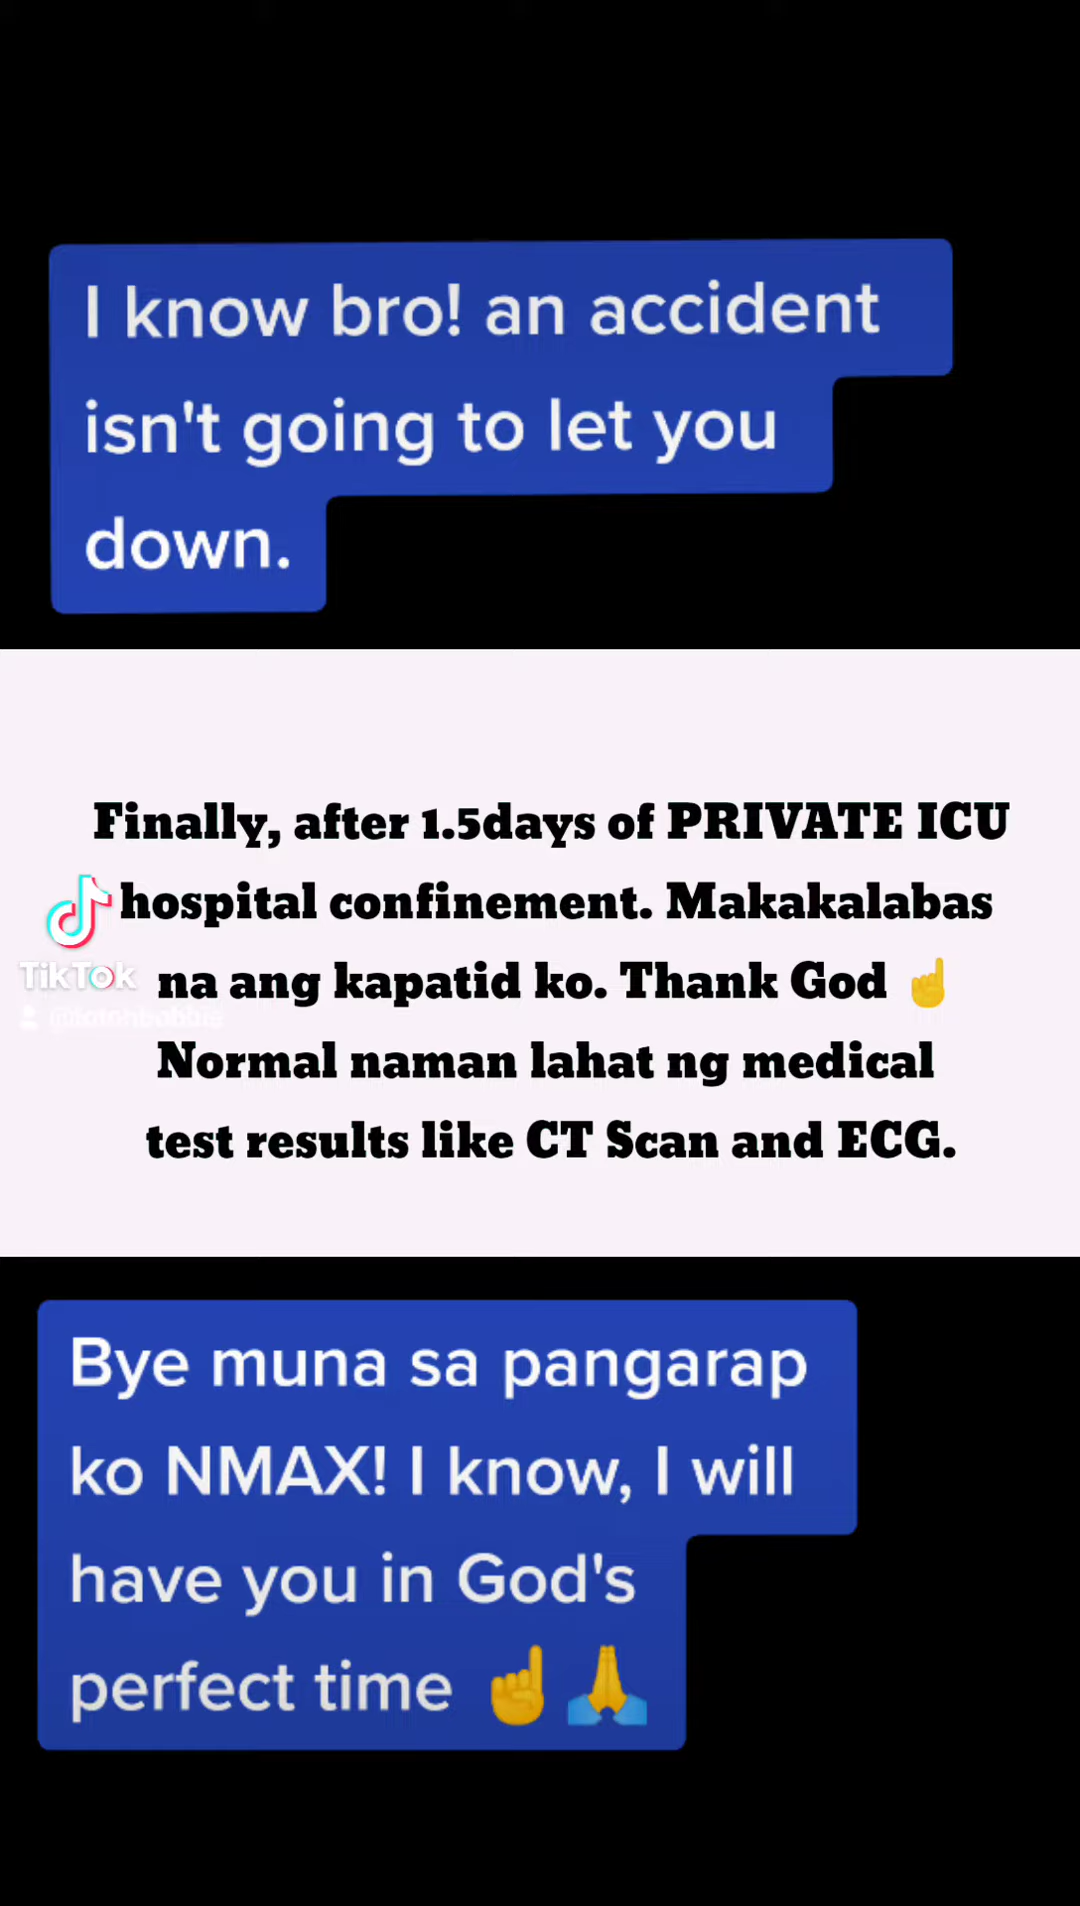 I know bro! an accident
isn't going to let you
down.
Finally, after 1.5days of PRIVATE ICU
hospital confinement. Makakalabas
na ang kapatid ko. Thank God ☝
Normal naman lahat ng medical
test results like CT Scan and ECG.
TikTok
Bye muna sa pangarap
ko NMAX! I know, I will
have you in God's
perfect time ☝🙏